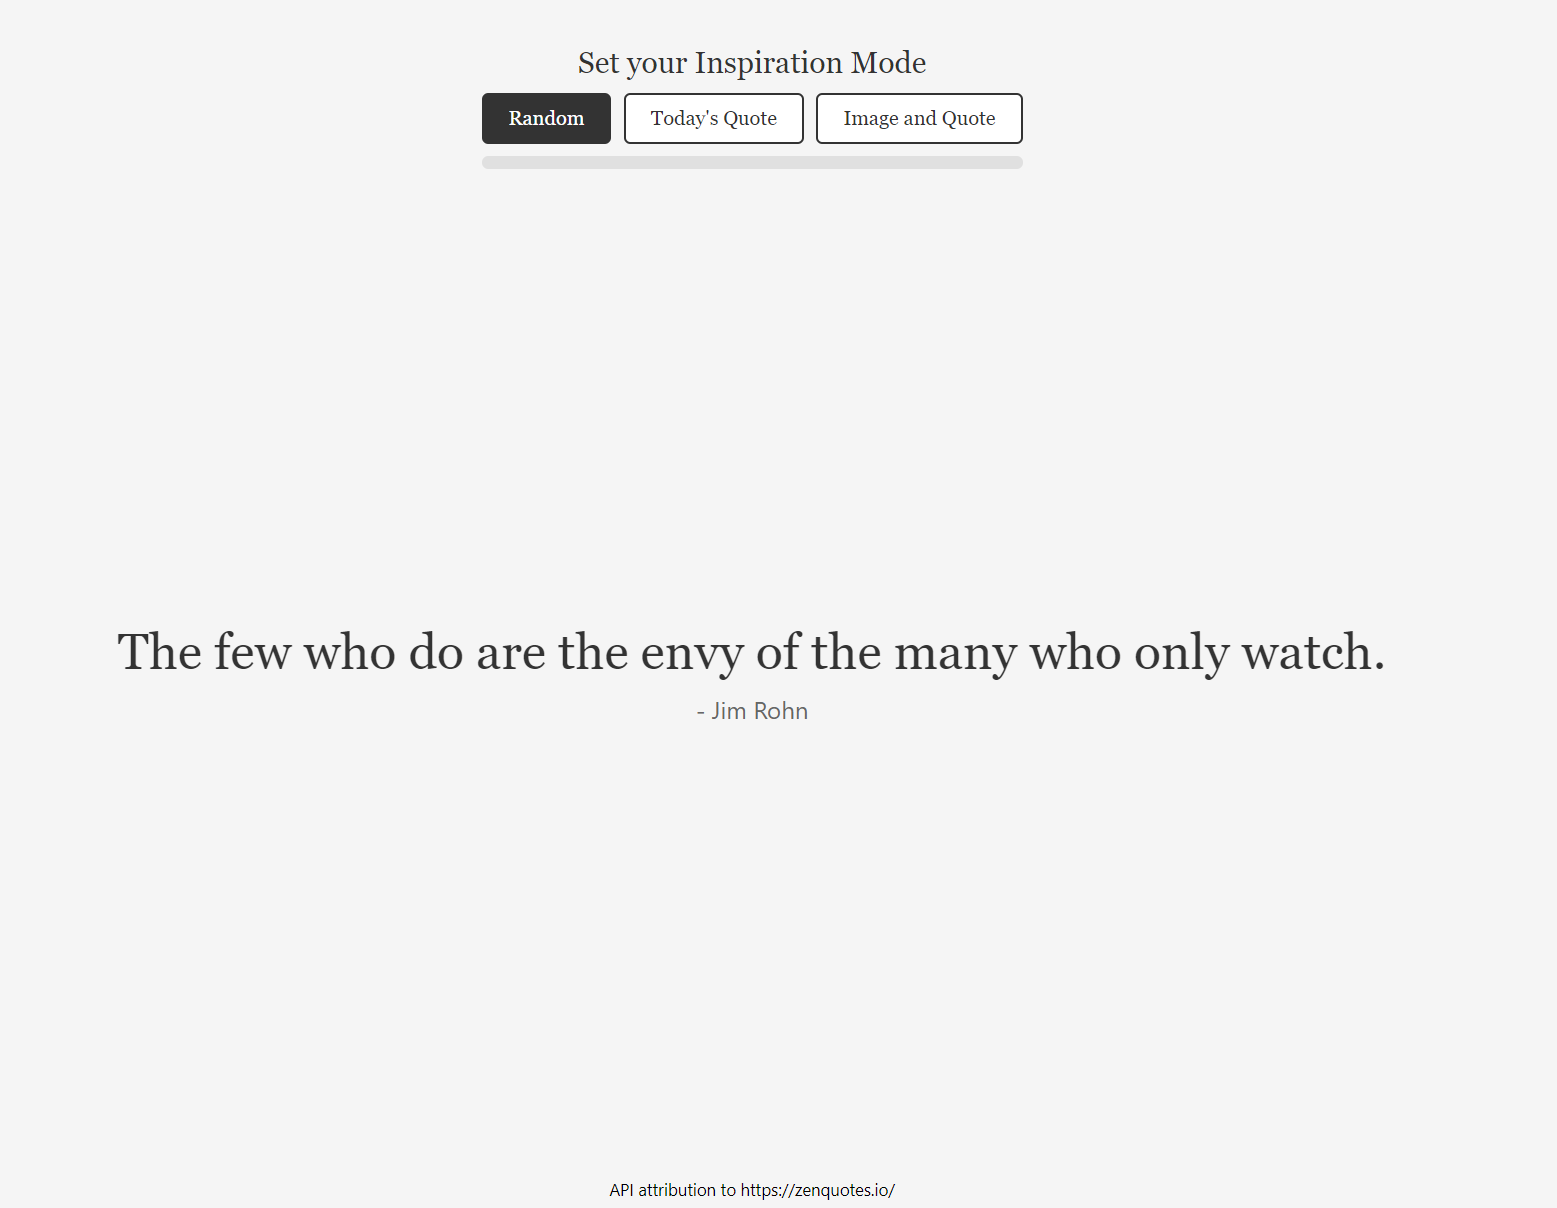 Set your Inspiration Mode
Random Today's Quote Image and Quote
The few who do are the envy of the many who only watch.
- Jim Rohn
API attribution to https://zenquotes.io/